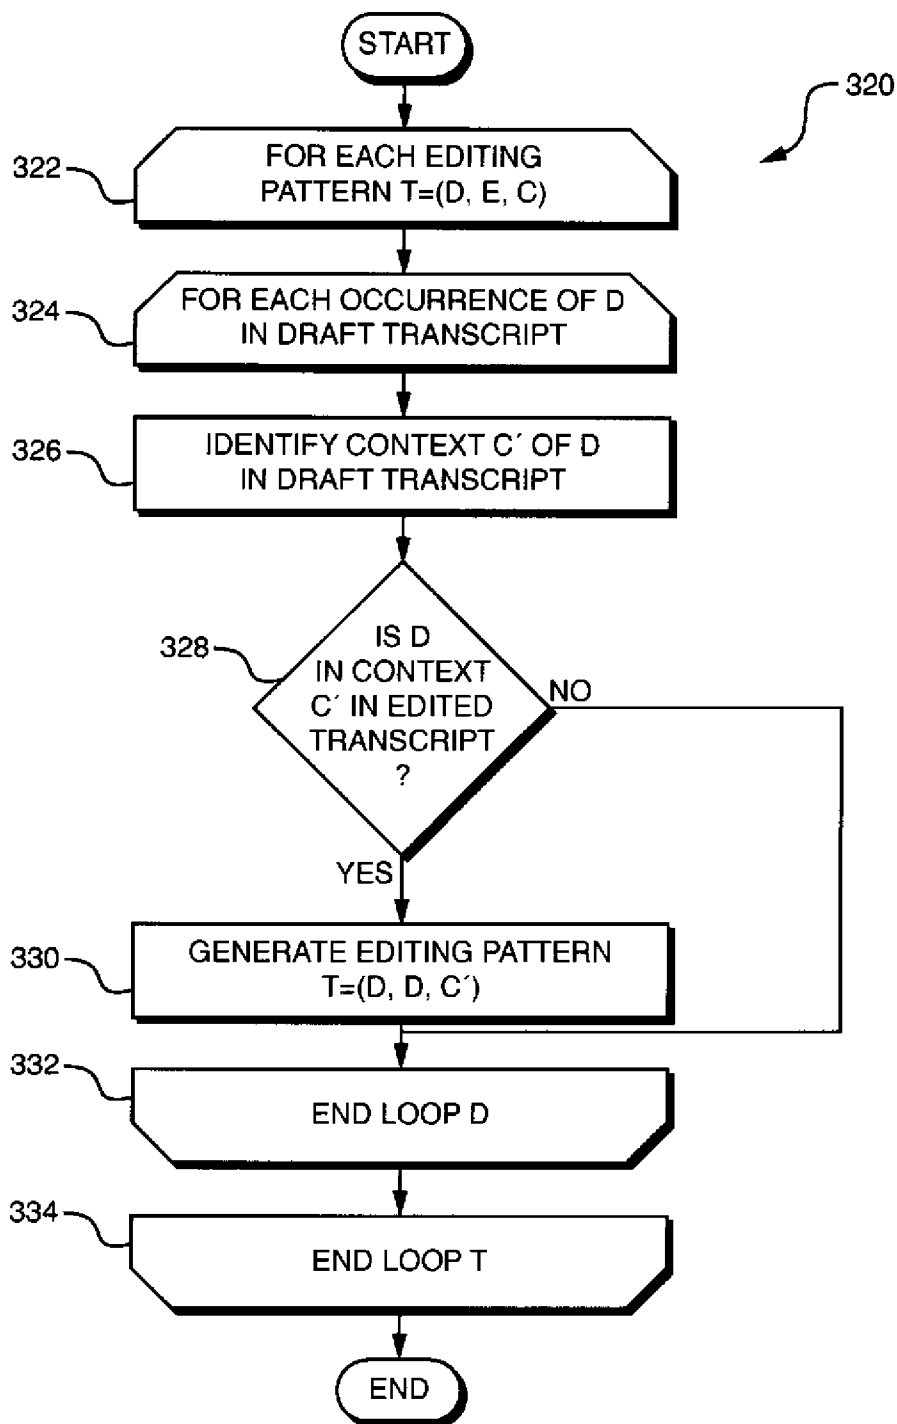 START
320
322
FOR EACH EDITING
PATTERN T=(D, E, C)
324
FOR EACH OCCURRENCE OF D
IN DRAFT TRANSCRIPT
326
IDENTIFY CONTEXT C´ OF D
IN DRAFT TRANSCRIPT
328
IS D
IN CONTEXT
C´ IN EDITED
TRANSCRIPT
?
NO
YES
330
GENERATE EDITING PATTERN
T=(D, D, C´)
332
END LOOP D
334
END LOOP T
END